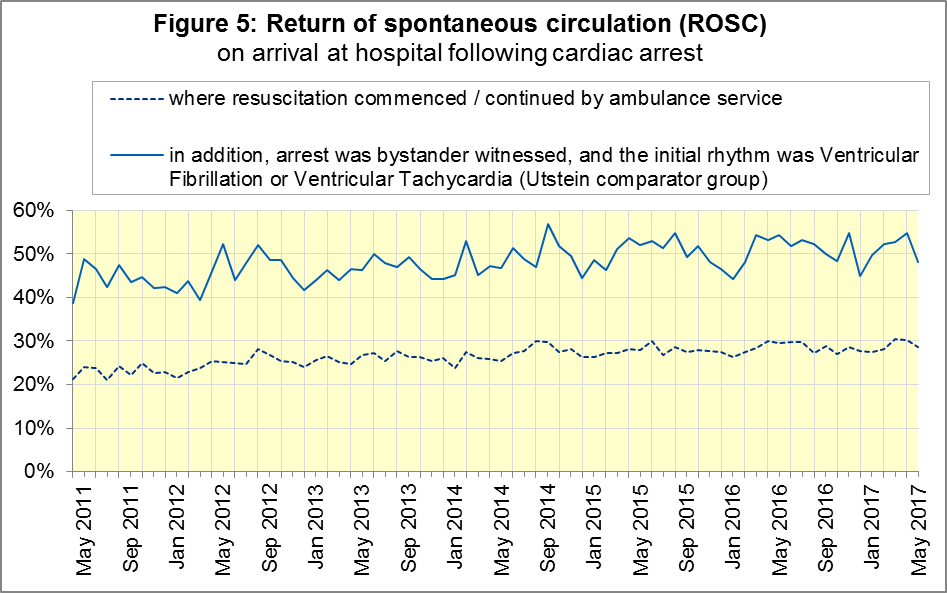 Figure 5: Return of spontaneous circulation (ROSC)
on arrival at hospital following cardiac arrest
where resuscitation commenced / continued by ambulance service
in addition, arrest was bystander witnessed, and the initial rhythm was Ventricular
Fibrillation or Ventricular Tachycardia (Utstein comparator group)
60%
50%
40%
30%
20%
10%
0%
May 2011
Sep 2011
Jan 2012
May 2012
Sep 2012
Jan 2013
May 2013
Sep 2013
Jan 2014
May 2014
Sep 2014
Jan 2015
May 2015
Sep 2015
Jan 2016
May 2016
Sep 2016
Jan 2017
May 2017